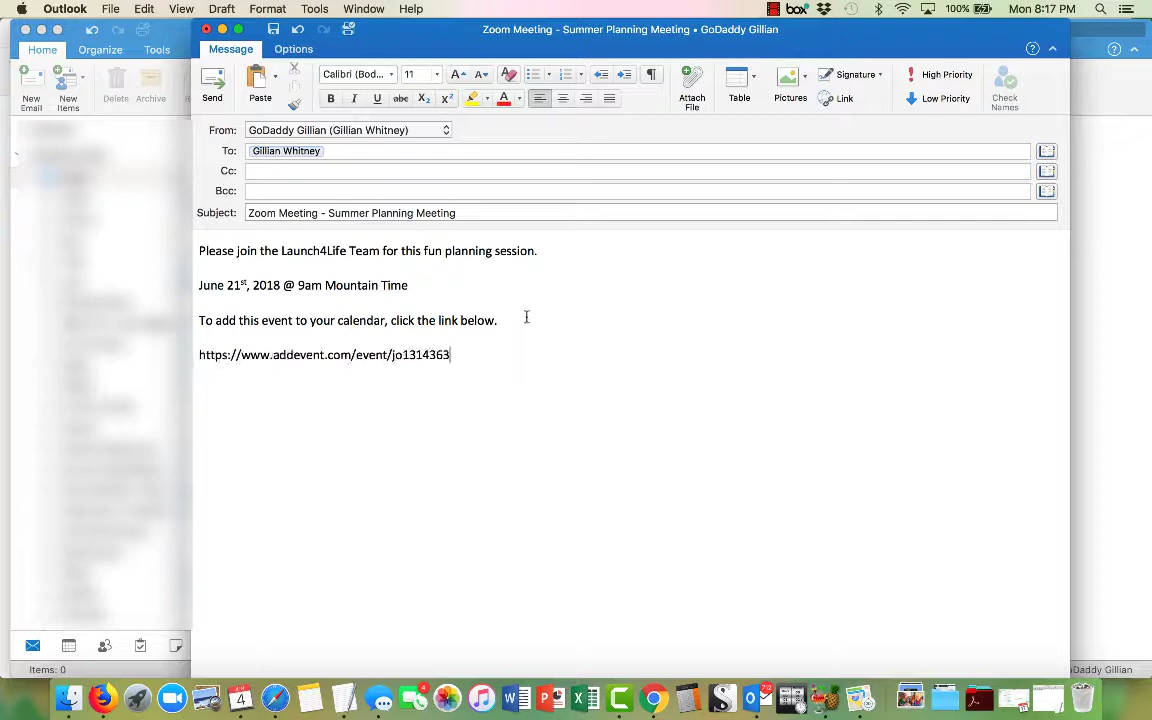 Outlook File Edit View Draft Format Tools Window Help box 100% Mon 8:17 PM
Zoom Meeting - Summer Planning Meeting • GoDaddy Gillian
Home Organize Tools
Message Options
New Email New Items Delete Archive
Send Paste Calibri (Bod... 11 Attach File Table Pictures Signature Link High Priority Low Priority Check Names
From: GoDaddy Gillian (Gillian Whitney)
To: Gillian Whitney
Cc:
Bcc:
Subject: Zoom Meeting - Summer Planning Meeting
Please join the Launch4Life Team for this fun planning session.
June 21st, 2018 @ 9am Mountain Time
To add this event to your calendar, click the link below.
https://www.addevent.com/event/jo1314363
Items: 0
Daddy Gillian